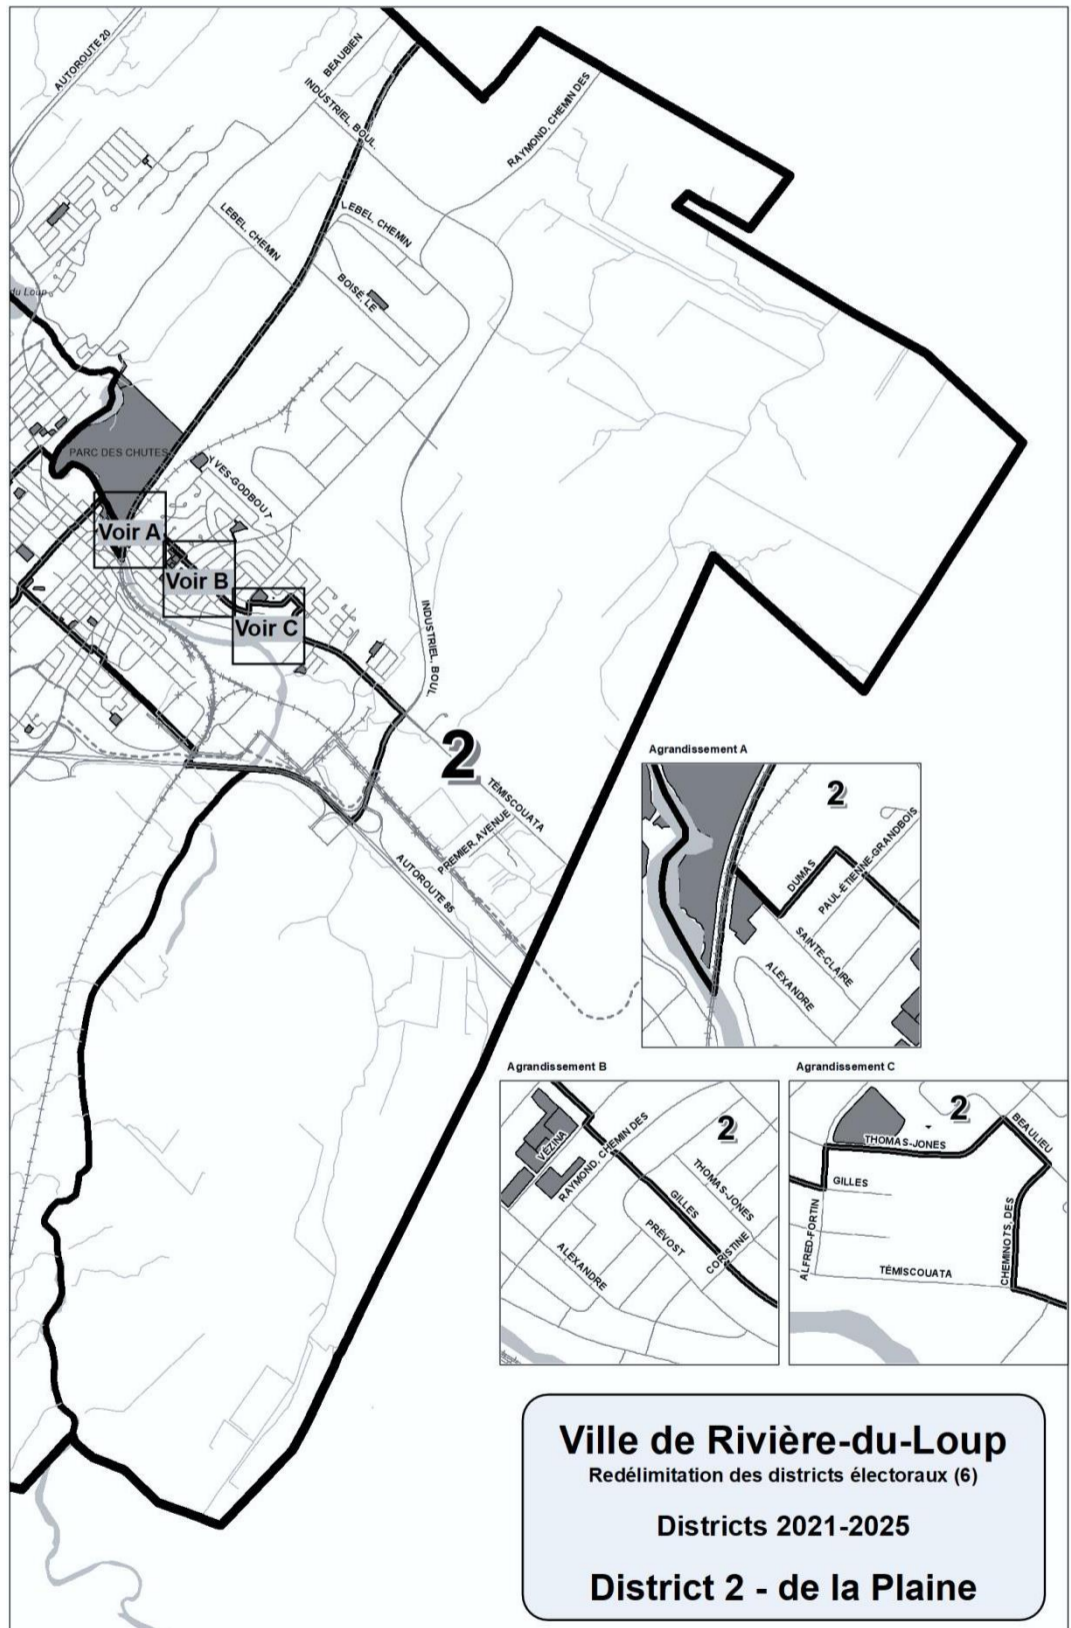 AUTOROUTE 20
BEAUBIEN
INDUSTRIEL, BOUL.
RAYMOND, CHEMIN DES
LEBEL, CHEMIN
LEBEL, CHEMIN
BOISÉ, LE
du Loup
PARC DES CHUTES
YVES-GODBOUT
Voir A
Voir B
Voir C
INDUSTRIEL, BOUL.
2
TÉMISCOUATA
PREMIER, AVENUE
AUTOROUTE 85
Agrandissement A
2
DUMAS
PAUL-ÉTIENNE-GRANDBOIS
SAINTE-CLAIRE
ALEXANDRE
Agrandissement B
2
VÉZINA
RAYMOND, CHEMIN DES
THOMAS-JONES
GILLES
PRÉVOST
CORISTINE
ALEXANDRE
Agrandissement C
2
BEAULIEU
THOMAS-JONES
GILLES
ALFRED-FORTIN
CHEMINOTS, DES
TÉMISCOUATA
Ville de Rivière-du-Loup
Redélimitation des districts électoraux (6)
Districts 2021-2025
District 2 - de la Plaine